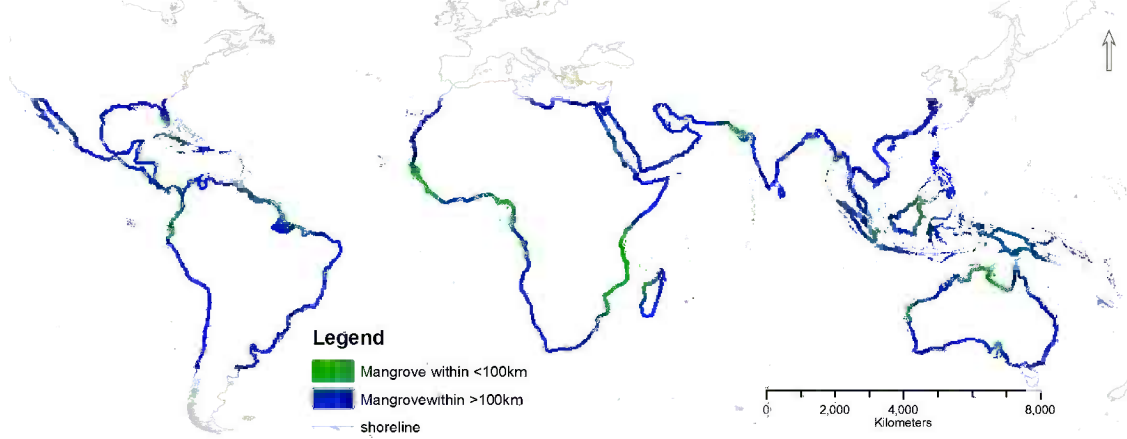 Legend
Mangrove within <100km
Mangrovewithin >100km
shoreline
0 2,000 4,000 8,000
Kilometers